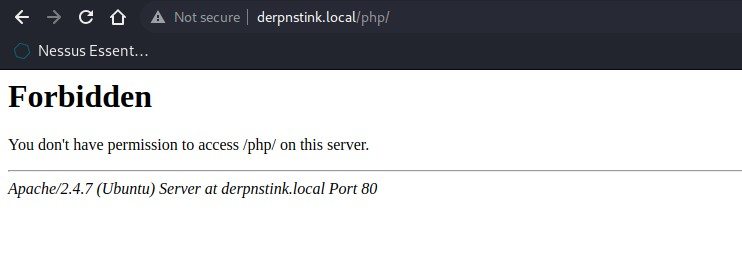 Not secure derpnstink.local/php/
Nessus Essent…
Forbidden
You don't have permission to access /php/ on this server.
Apache/2.4.7 (Ubuntu) Server at derpnstink.local Port 80